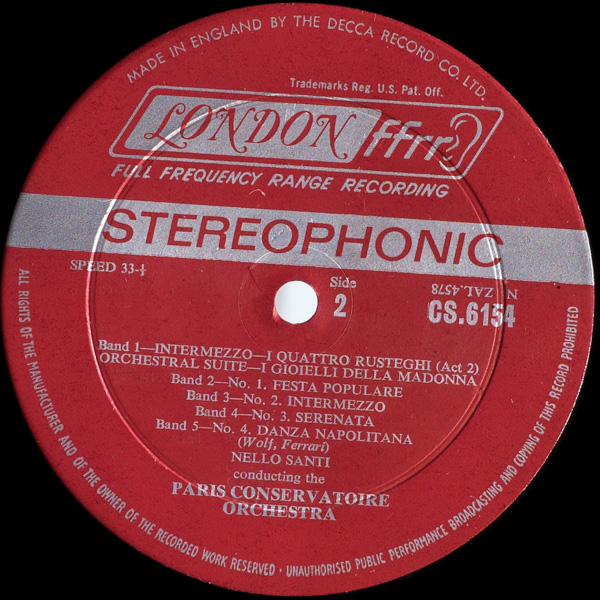 MADE IN ENGLAND BY THE DECCA RECORD CO. LTD.
Trademarks Reg. U.S. Pat. Off.
LONDON ffrr
FULL FREQUENCY RANGE RECORDING
STEREOPHONIC
SPEED 33-⅓
Side
2
N. ZAL.4578
CS.6154
Band 1—INTERMEZZO—I QUATTRO RUSTEGHI (Act 2)
ORCHESTRAL SUITE—I GIOIELLI DELLA MADONNA
Band 2—No. 1. FESTA POPULARE
Band 3—No. 2. INTERMEZZO
Band 4—No. 3. SERENATA
Band 5—No. 4. DANZA NAPOLITANA
(Wolf, Ferrari)
NELLO SANTI
conducting the
PARIS CONSERVATOIRE
ORCHESTRA
ALL RIGHTS OF THE MANUFACTURER AND OF THE OWNER OF THE RECORDED WORK RESERVED · UNAUTHORISED PUBLIC PERFORMANCE BROADCASTING AND COPYING OF THIS RECORD PROHIBITED